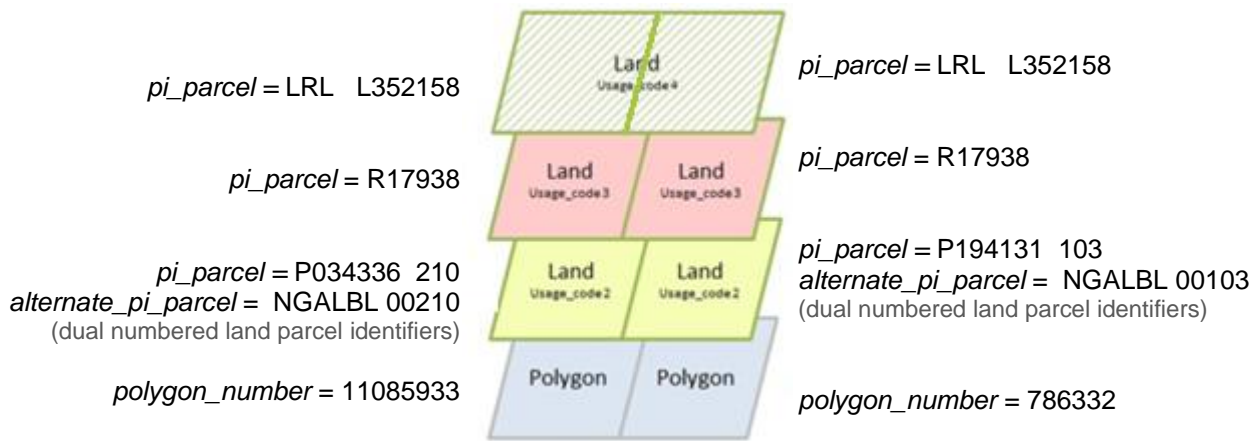 pi_parcel = LRL L352158
Land
Usage_code4
pi_parcel = LRL L352158
pi_parcel = R17938
Land
Usage_code3
Land
Usage_code3
pi_parcel = R17938
pi_parcel = P034336 210
alternate_pi_parcel = NGALBL 00210
(dual numbered land parcel identifiers)
Land
Usage_code2
Land
Usage_code2
pi_parcel = P194131 103
alternate_pi_parcel = NGALBL 00103
(dual numbered land parcel identifiers)
polygon_number = 11085933
Polygon
Polygon
polygon_number = 786332